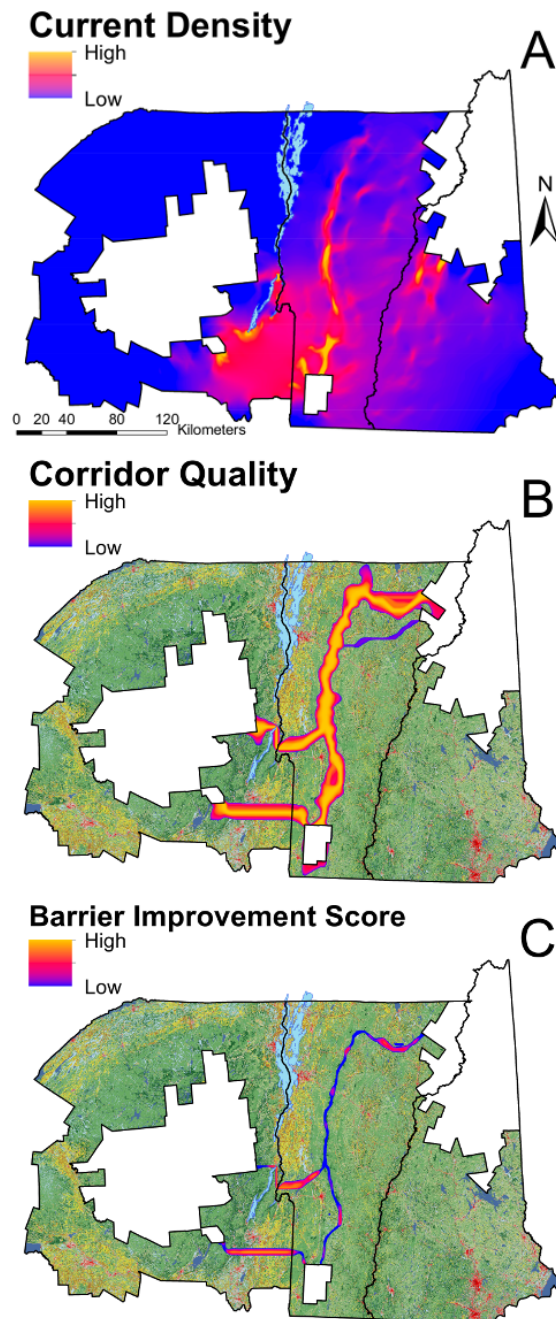 Current Density
High
Low
A
N
0 20 40 80 120
Kilometers
Corridor Quality
High
Low
B
Barrier Improvement Score
High
Low
C